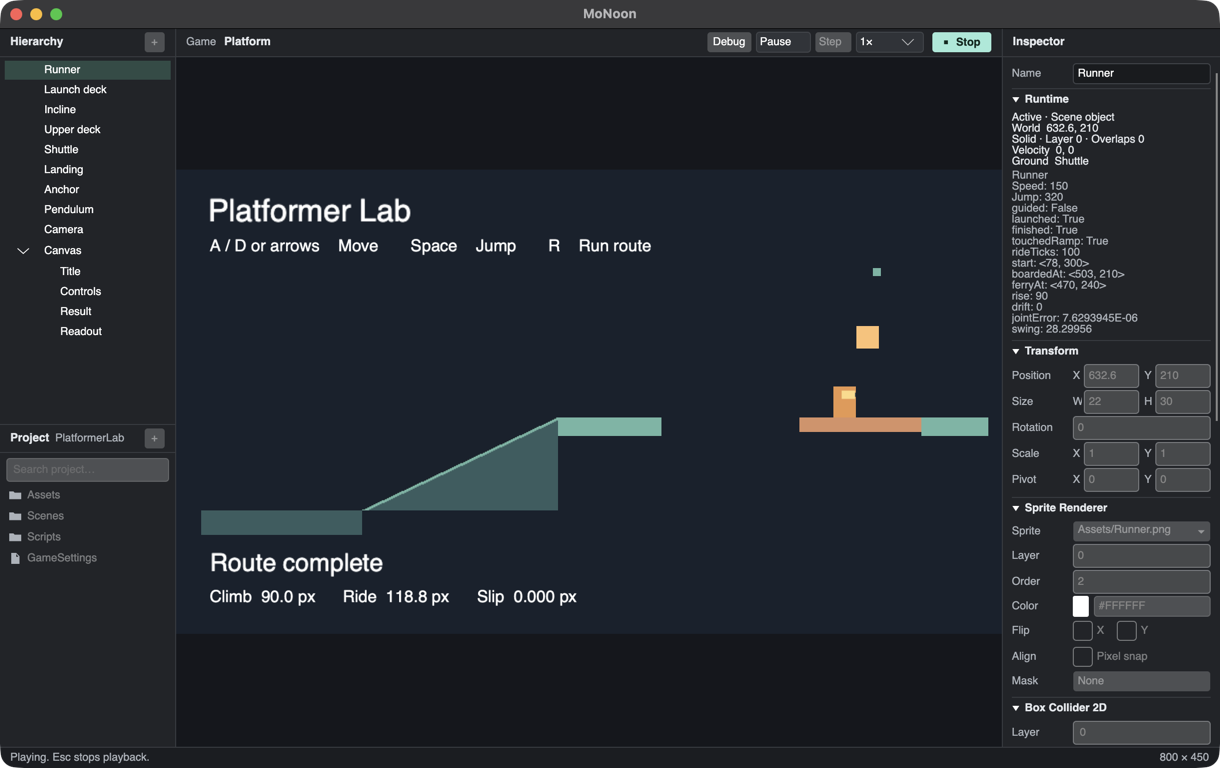 MoNoon
Hierarchy +
Runner
Launch deck
Incline
Upper deck
Shuttle
Landing
Anchor
Pendulum
Camera
Canvas
Title
Controls
Result
Readout
Project PlatformerLab +
Search project...
Assets
Scenes
Scripts
GameSettings
Game Platform Debug Pause Step 1× Stop
Platformer Lab
A / D or arrows Move Space Jump R Run route
Route complete
Climb 90.0 px Ride 118.8 px Slip 0.000 px
Inspector
Name Runner
Runtime
Active · Scene object
World 632.6, 210
Solid · Layer 0 · Overlaps 0
Velocity 0, 0
Ground Shuttle
Runner
Speed: 150
Jump: 320
guided: False
launched: True
finished: True
touchedRamp: True
rideTicks: 100
start: <78, 300>
boardedAt: <503, 210>
ferryAt: <470, 240>
rise: 90
drift: 0
jointError: 7.6293945E-06
swing: 28.29956
Transform
Position X 632.6 Y 210
Size W 22 H 30
Rotation 0
Scale X 1 Y 1
Pivot X 0 Y 0
Sprite Renderer
Sprite Assets/Runner.png
Layer 0
Order 2
Color #FFFFFF
Flip X Y
Align Pixel snap
Mask None
Box Collider 2D
Layer 0
Playing. Esc stops playback. 800 × 450